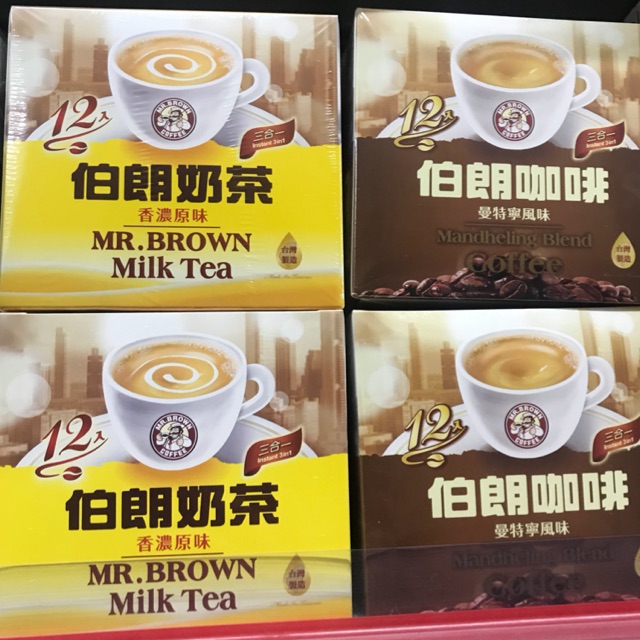 12入
MR. BROWN
COFFEE
三合一
Instant 3in1
伯朗奶茶
香濃原味
MR. BROWN
Milk Tea
台灣
製造
12入
MR. BROWN
COFFEE
三合一
Instant 3in1
伯朗咖啡
曼特寧風味
Mandheling Blend
Coffee
台灣
製造
12入
MR. BROWN
COFFEE
三合一
Instant 3in1
伯朗奶茶
香濃原味
MR. BROWN
Milk Tea
台灣
製造
12入
MR. BROWN
COFFEE
三合一
Instant 3in1
伯朗咖啡
曼特寧風味
Mandheling Blend
Coffee